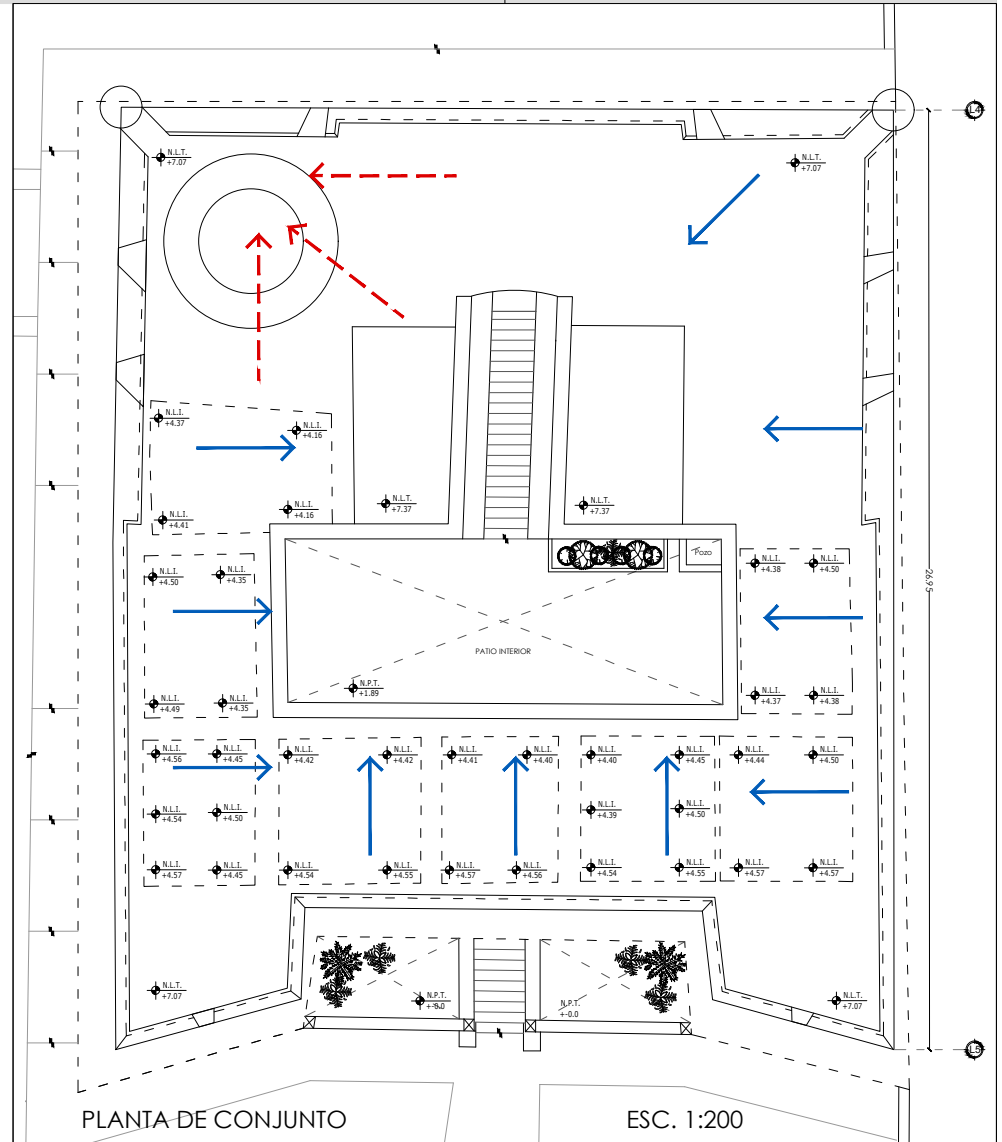 L4
N.L.T.
+7.07
N.L.T.
+7.07
N.L.I.
+4.37
N.L.I.
+4.16
N.L.I.
+4.41
N.L.I.
+4.16
N.L.T.
+7.37
N.L.T.
+7.37
Pozo
N.L.I.
+4.50
N.L.I.
+4.35
N.L.I.
+4.38
N.L.I.
+4.50
26.95
PATIO INTERIOR
N.P.T.
+1.89
N.L.I.
+4.49
N.L.I.
+4.35
N.L.I.
+4.37
N.L.I.
+4.38
N.L.I.
+4.56
N.L.I.
+4.45
N.L.I.
+4.42
N.L.I.
+4.42
N.L.I.
+4.41
N.L.I.
+4.40
N.L.I.
+4.40
N.L.I.
+4.45
N.L.I.
+4.44
N.L.I.
+4.50
N.L.I.
+4.54
N.L.I.
+4.50
N.L.I.
+4.39
N.L.I.
+4.50
N.L.I.
+4.57
N.L.I.
+4.45
N.L.I.
+4.54
N.L.I.
+4.55
N.L.I.
+4.57
N.L.I.
+4.56
N.L.I.
+4.54
N.L.I.
+4.55
N.L.I.
+4.57
N.L.I.
+4.57
N.L.T.
+7.07
N.P.T.
+-0.0
N.P.T.
+-0.0
N.L.T.
+7.07
L5
PLANTA DE CONJUNTO
ESC. 1:200